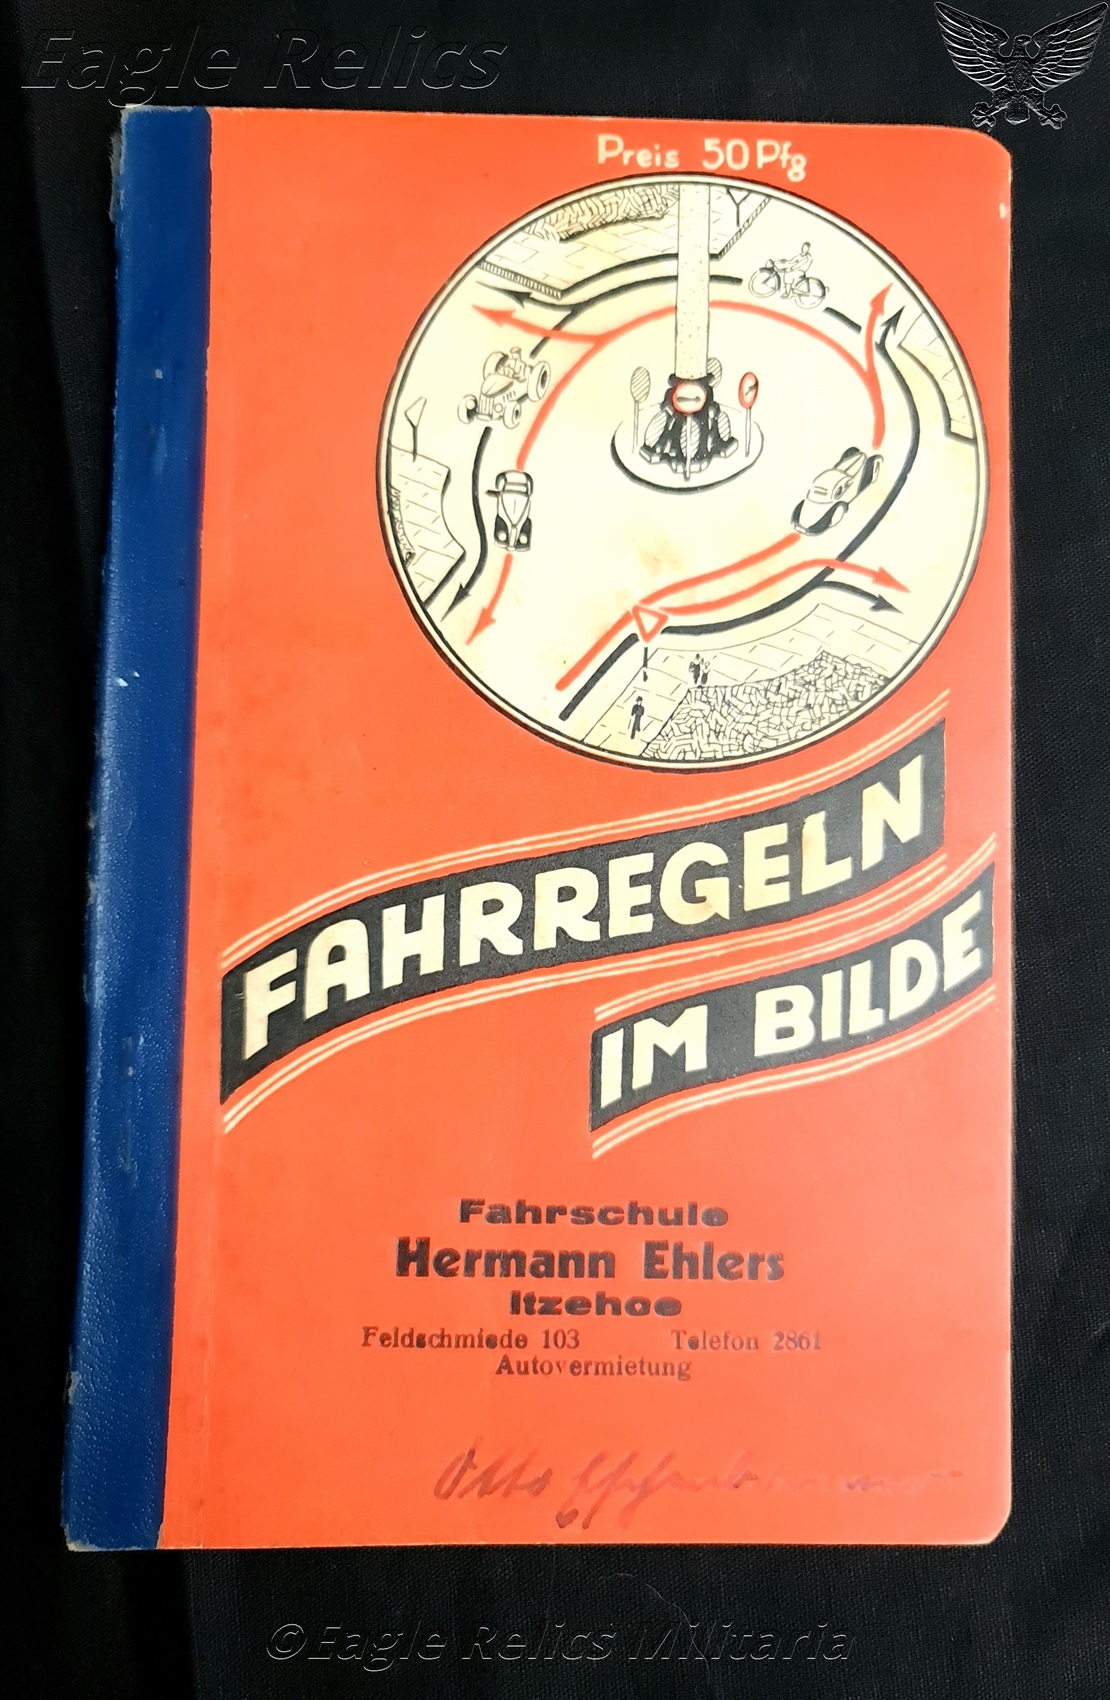 Eagle Relics
Preis 50 Pfg
FAHRREGELN
IM BILDE
Fahrschule
Hermann Ehlers
Itzehoe
Feldschmiede 103 Telefon 2861
Autovermietung
Otto
©Eagle Relics Militaria